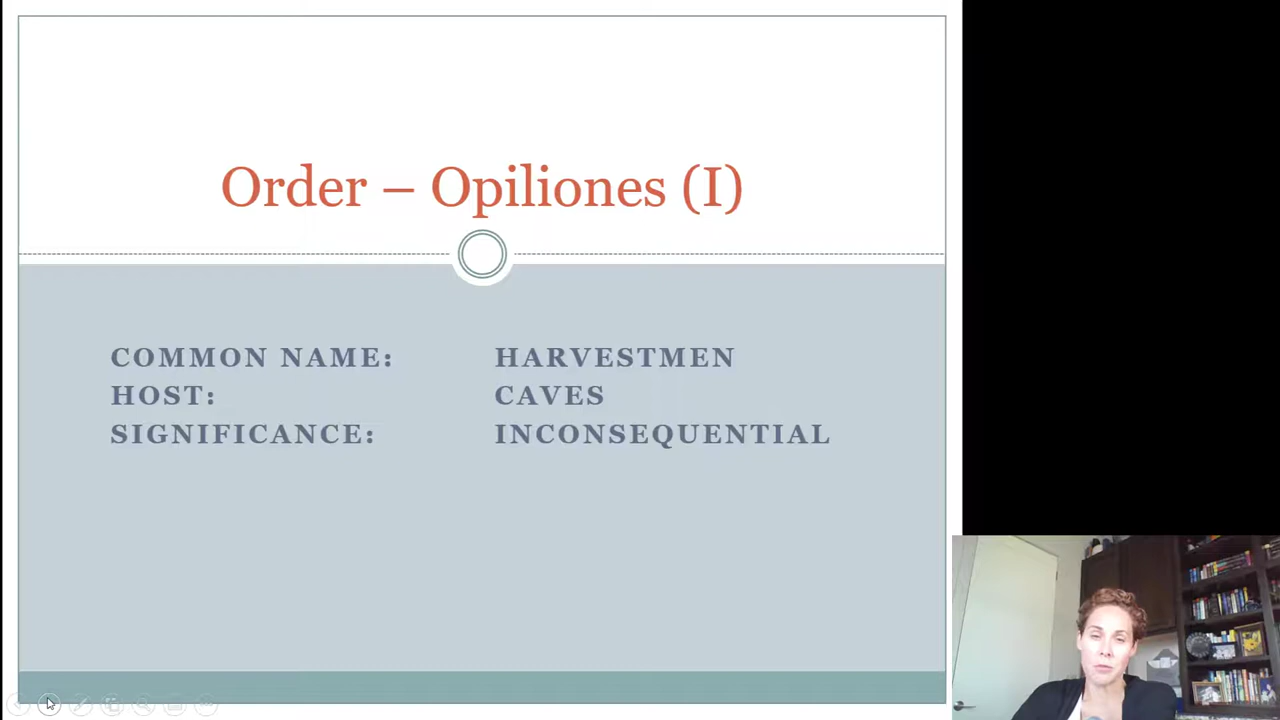 Order – Opiliones (I)
COMMON NAME: HARVESTMEN
HOST: CAVES
SIGNIFICANCE: INCONSEQUENTIAL